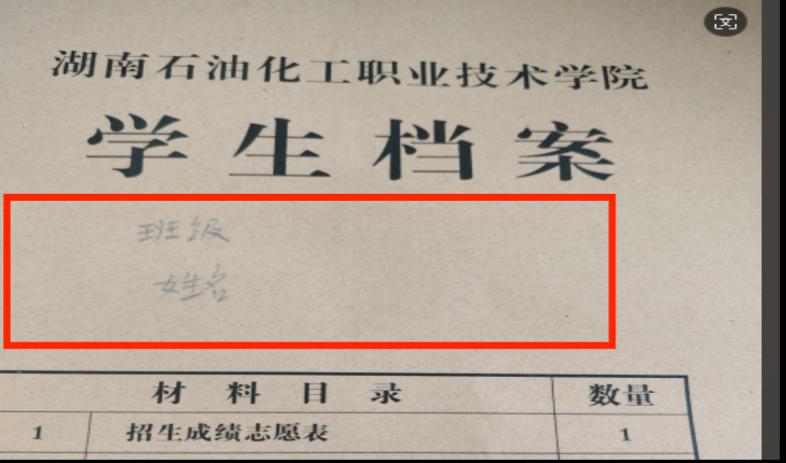 湖南石油化工职业技术学院
学生档案
班级
姓名
材料目录 数量
1 招生成绩志愿表 1